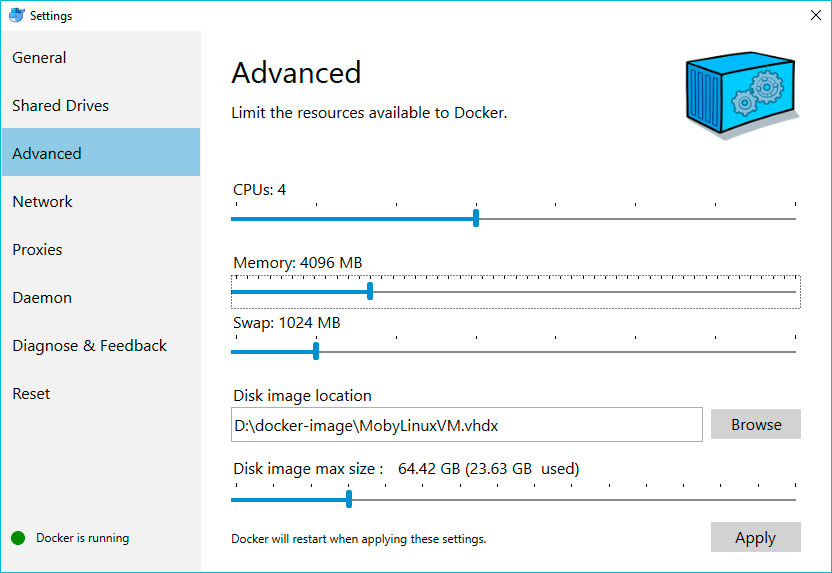 Settings
General
Shared Drives
Advanced
Network
Proxies
Daemon
Diagnose & Feedback
Reset
Docker is running
Advanced
Limit the resources available to Docker.
CPUs: 4
Memory: 4096 MB
Swap: 1024 MB
Disk image location
D:\docker-image\MobyLinuxVM.vhdx
Browse
Disk image max size : 64.42 GB (23.63 GB used)
Docker will restart when applying these settings.
Apply